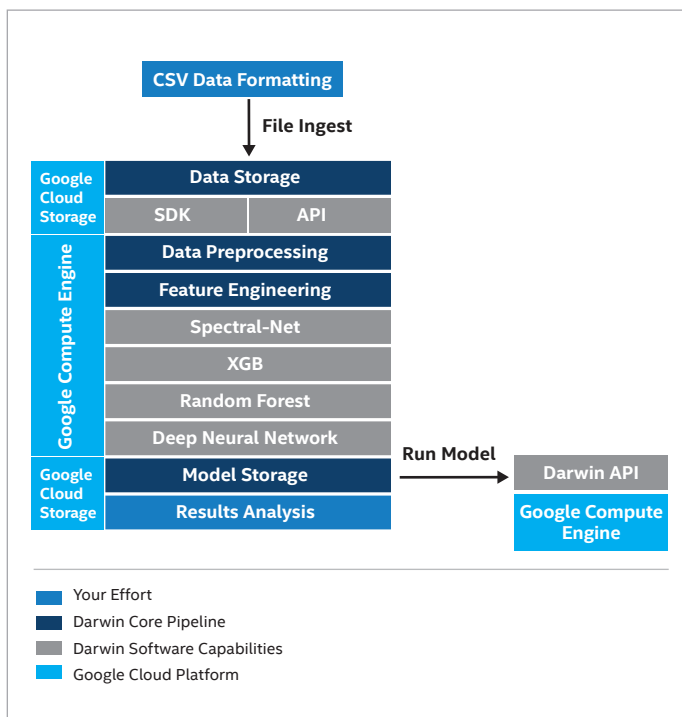 CSV Data Formatting
File Ingest
Google
Cloud
Storage
Data Storage
SDK
API
Google Compute Engine
Data Preprocessing
Feature Engineering
Spectral-Net
XGB
Random Forest
Deep Neural Network
Google
Cloud
Storage
Model Storage
Results Analysis
Run Model
Darwin API
Google Compute
Engine
Your Effort
Darwin Core Pipeline
Darwin Software Capabilities
Google Cloud Platform